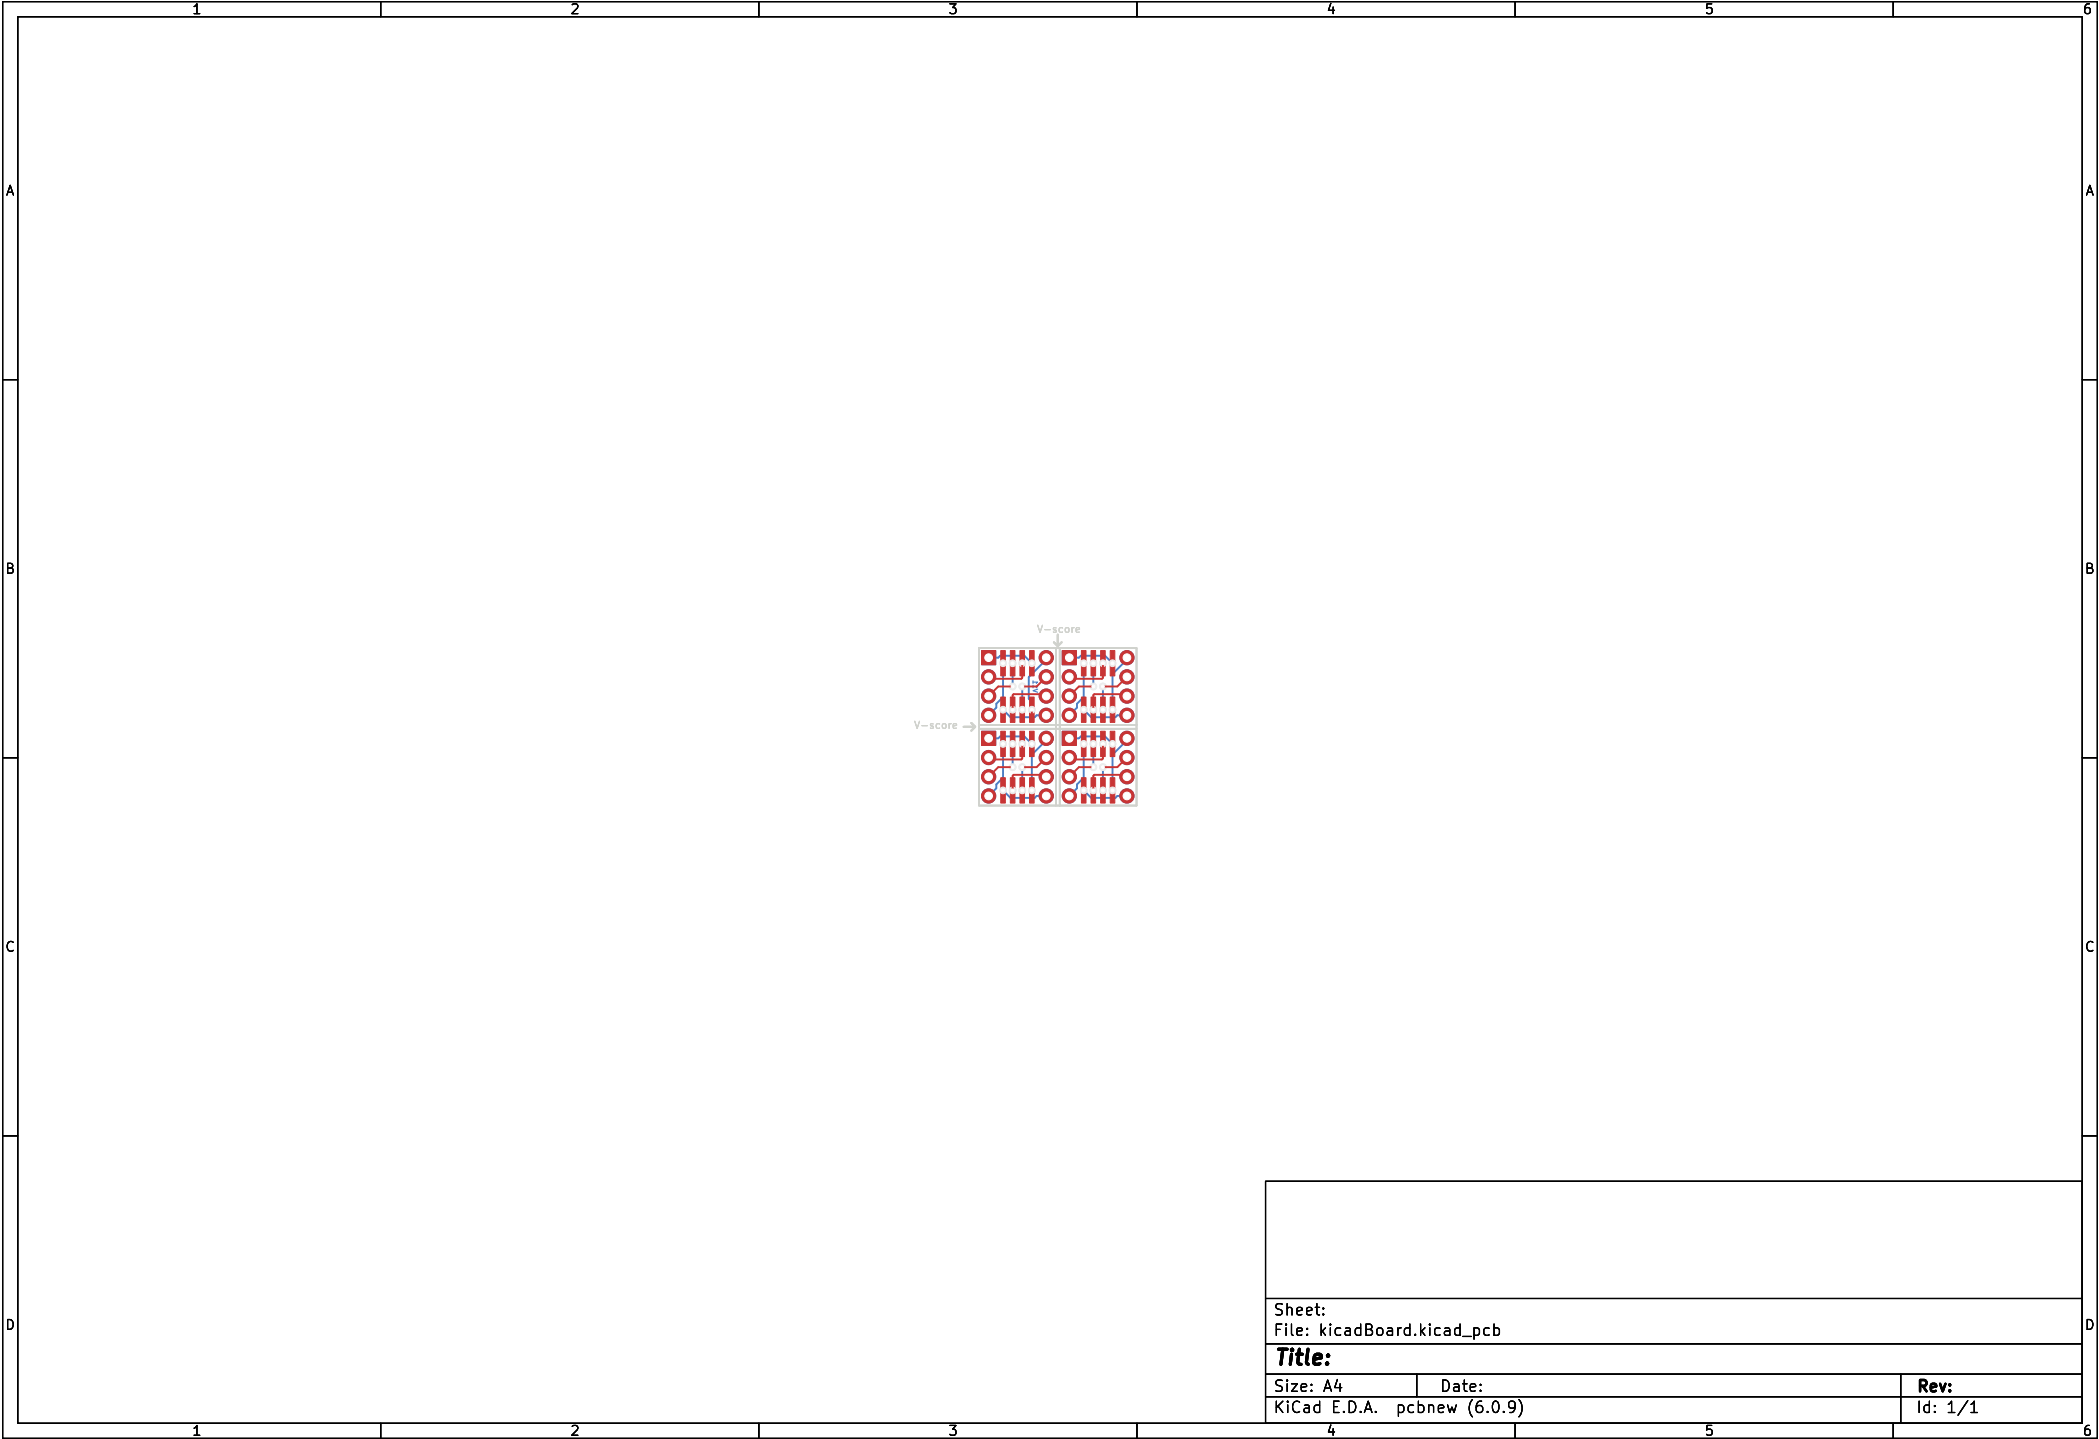 1 2 3 4 5 6
A A
B B
V-score
V-score
C C
Sheet:
File: kicadBoard.kicad_pcb
D D
Title:
Size: A4 Date: Rev:
KiCad E.D.A. pcbnew (6.0.9) Id: 1/1
1 2 3 4 5 6